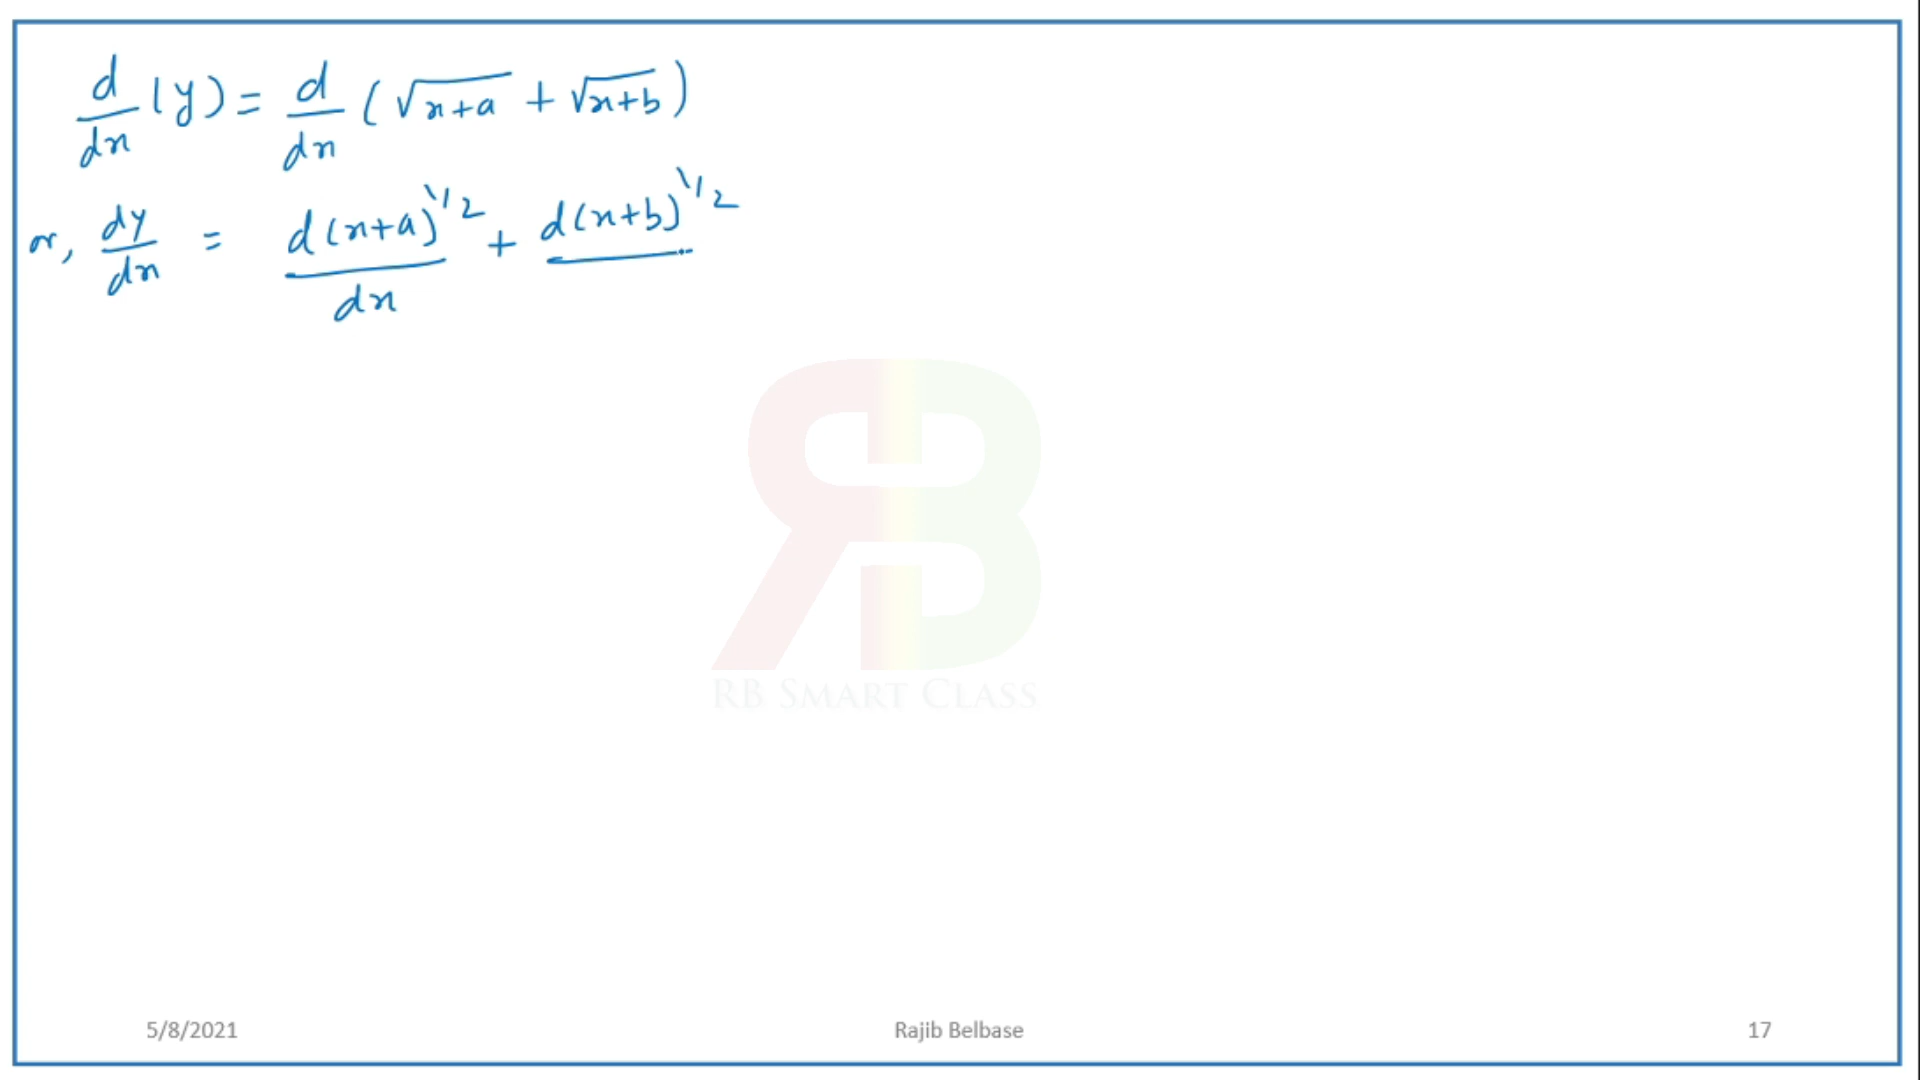 d/dx (y) = d/dx (√x+a + √x+b)
or, dy/dx = d(x+a)^1/2 / dx + d(x+b)^1/2
RB SMART CLASS
5/8/2021 Rajib Belbase 17